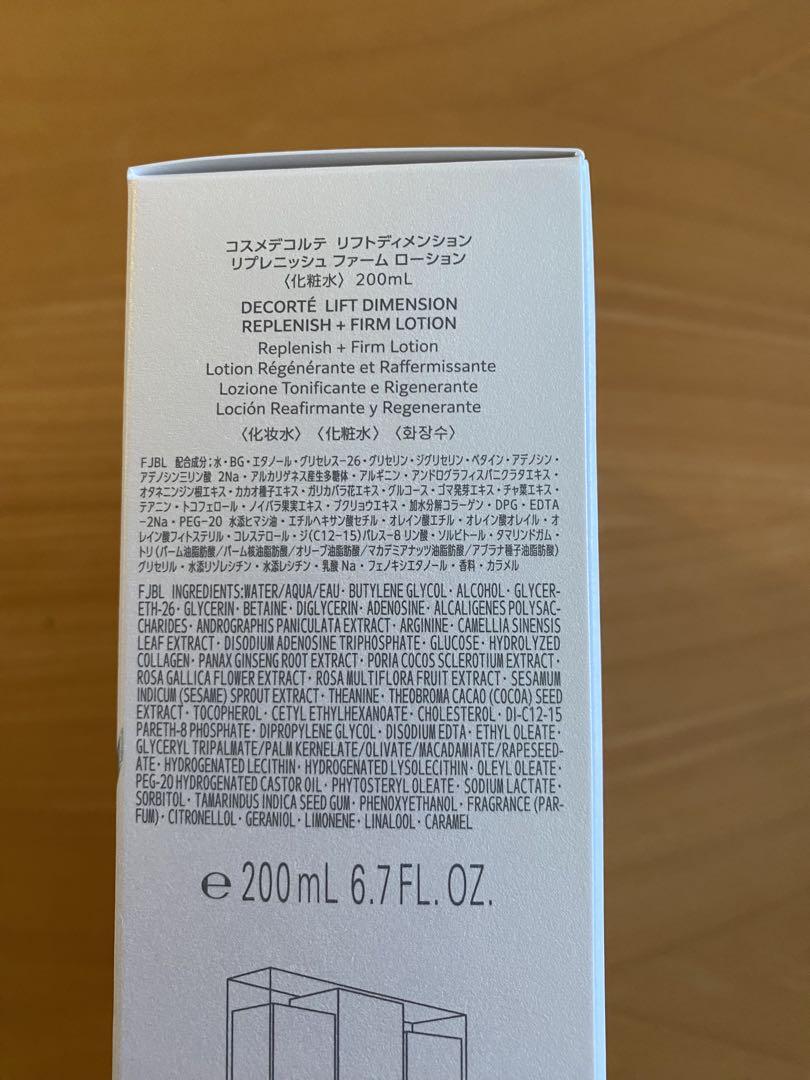 コスメデコルテ リフトディメンション
リプレニッシュ ファーム ローション
〈化粧水〉 200mL
DECORTÉ LIFT DIMENSION
REPLENISH + FIRM LOTION
Replenish + Firm Lotion
Lotion Régénérante et Raffermissante
Lozione Tonificante e Rigenerante
Loción Reafirmante y Regenerante
〈化妆水〉〈化粧水〉〈화장수〉
FJBL 配合成分；水・BG・エタノール・グリセレス-26・グリセリン・ジグリセリン・ベタイン・アデノシン・
アデノシン三リン酸 2Na・アルカリゲネス産生多糖体・アルギニン・アンドログラフィスパニクラタエキス・
オタネニンジン根エキス・カカオ種子エキス・ガリカバラ花エキス・グルコース・ゴマ発芽エキス・チャ葉エキス・
テアニン・トコフェロール・ノイバラ果実エキス・ブクリョウエキス・加水分解コラーゲン・DPG・EDTA
-2Na・PEG-20 水添ヒマシ油・エチルヘキサン酸セチル・オレイン酸エチル・オレイン酸オレイル・オ
レイン酸フィトステリル・コレステロール・ジ(C12-15)パレス-8 リン酸・ソルビトール・タマリンドガム・
トリ(パーム油脂肪酸/パーム核油脂肪酸/オリーブ油脂肪酸/マカデミアナッツ油脂肪酸/アブラナ種子油脂肪酸)
グリセリル・水添リゾレシチン・水添レシチン・乳酸 Na・フェノキシエタノール・香料・カラメル
FJBL INGREDIENTS:WATER/AQUA/EAU・BUTYLENE GLYCOL・ALCOHOL・GLYCER-
ETH-26・GLYCERIN・BETAINE・DIGLYCERIN・ADENOSINE・ALCALIGENES POLYSAC-
CHARIDES・ANDROGRAPHIS PANICULATA EXTRACT・ARGININE・CAMELLIA SINENSIS
LEAF EXTRACT・DISODIUM ADENOSINE TRIPHOSPHATE・GLUCOSE・HYDROLYZED
COLLAGEN・PANAX GINSENG ROOT EXTRACT・PORIA COCOS SCLEROTIUM EXTRACT・
ROSA GALLICA FLOWER EXTRACT・ROSA MULTIFLORA FRUIT EXTRACT・SESAMUM
INDICUM (SESAME) SPROUT EXTRACT・THEANINE・THEOBROMA CACAO (COCOA) SEED
EXTRACT・TOCOPHEROL・CETYL ETHYLHEXANOATE・CHOLESTEROL・DI-C12-15
PARETH-8 PHOSPHATE・DIPROPYLENE GLYCOL・DISODIUM EDTA・ETHYL OLEATE・
GLYCERYL TRIPALMATE/PALM KERNELATE/OLIVATE/MACADAMIATE/RAPESEED-
ATE・HYDROGENATED LECITHIN・HYDROGENATED LYSOLECITHIN・OLEYL OLEATE・
PEG-20 HYDROGENATED CASTOR OIL・PHYTOSTERYL OLEATE・SODIUM LACTATE・
SORBITOL・TAMARINDUS INDICA SEED GUM・PHENOXYETHANOL・FRAGRANCE (PAR-
FUM)・CITRONELLOL・GERANIOL・LIMONENE・LINALOOL・CARAMEL
℮ 200mL 6.7FL. OZ.